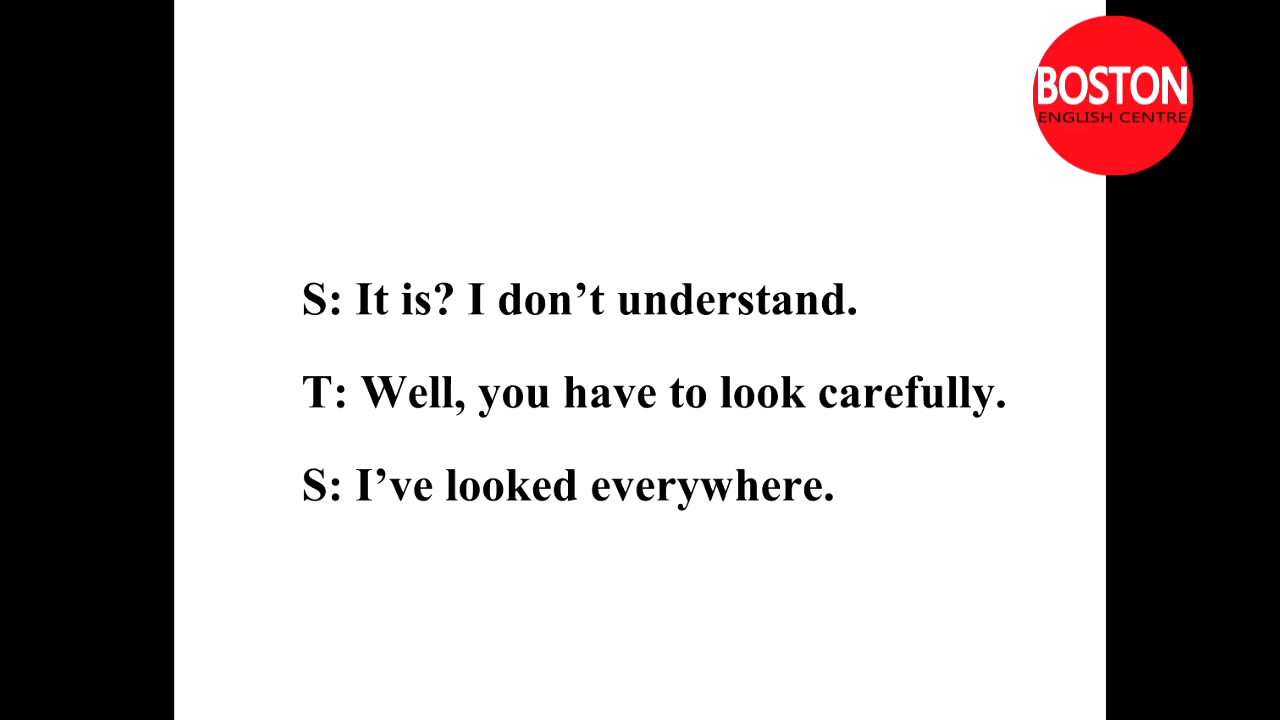 BOSTON
ENGLISH CENTRE
S: It is? I don’t understand.
T: Well, you have to look carefully.
S: I’ve looked everywhere.